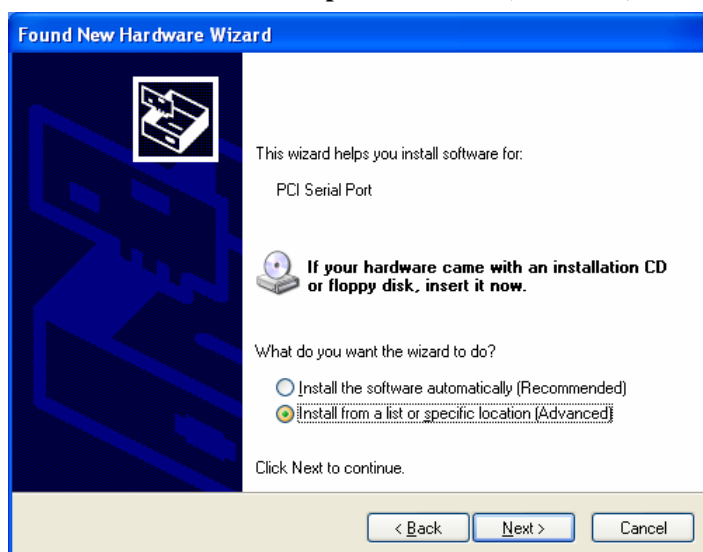 Found New Hardware Wizard
This wizard helps you install software for:
PCI Serial Port
If your hardware came with an installation CD
or floppy disk, insert it now.
What do you want the wizard to do?
Install the software automatically (Recommended)
Install from a list or specific location (Advanced)
Click Next to continue.
< Back Next > Cancel